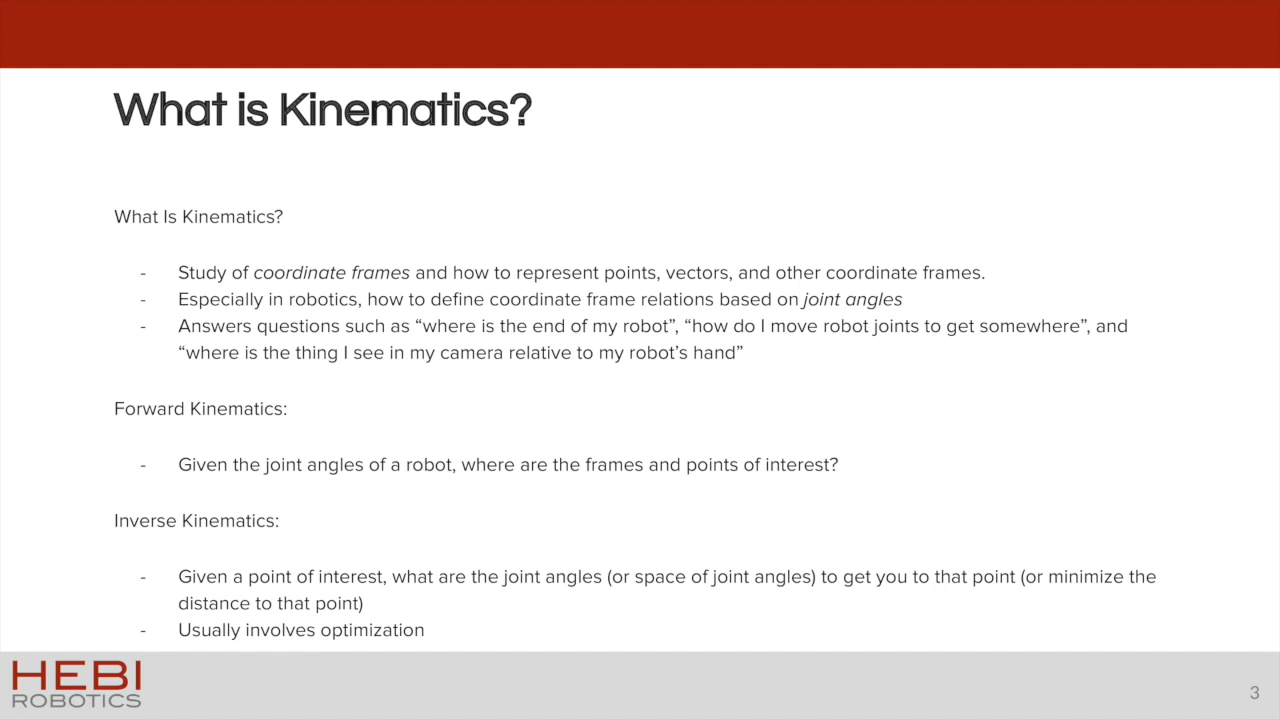 What is Kinematics?
What Is Kinematics?
- Study of coordinate frames and how to represent points, vectors, and other coordinate frames.
- Especially in robotics, how to define coordinate frame relations based on joint angles
- Answers questions such as “where is the end of my robot”, “how do I move robot joints to get somewhere”, and
“where is the thing I see in my camera relative to my robot’s hand”
Forward Kinematics:
- Given the joint angles of a robot, where are the frames and points of interest?
Inverse Kinematics:
- Given a point of interest, what are the joint angles (or space of joint angles) to get you to that point (or minimize the
distance to that point)
- Usually involves optimization
HEBI
ROBOTICS
3